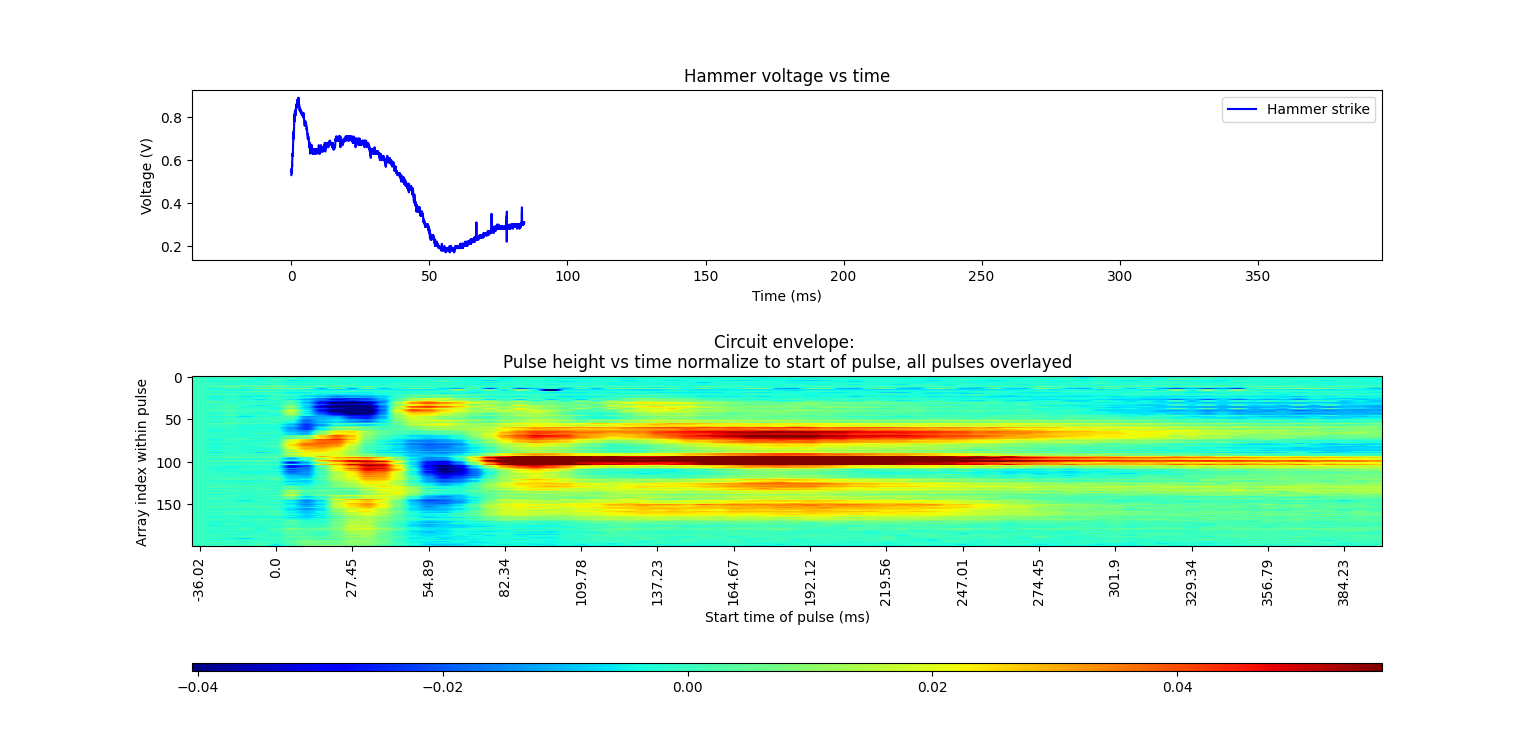 Hammer voltage vs time
Hammer strike
Voltage (V)
0.8
0.6
0.4
0.2
0 50 100 150 200 250 300 350
Time (ms)
Circuit envelope:
Pulse height vs time normalize to start of pulse, all pulses overlayed
Array index within pulse
0
50
100
150
-36.02 0.0 27.45 54.89 82.34 109.78 137.23 164.67 192.12 219.56 247.01 274.45 301.9 329.34 356.79 384.23
Start time of pulse (ms)
−0.04 −0.02 0.00 0.02 0.04